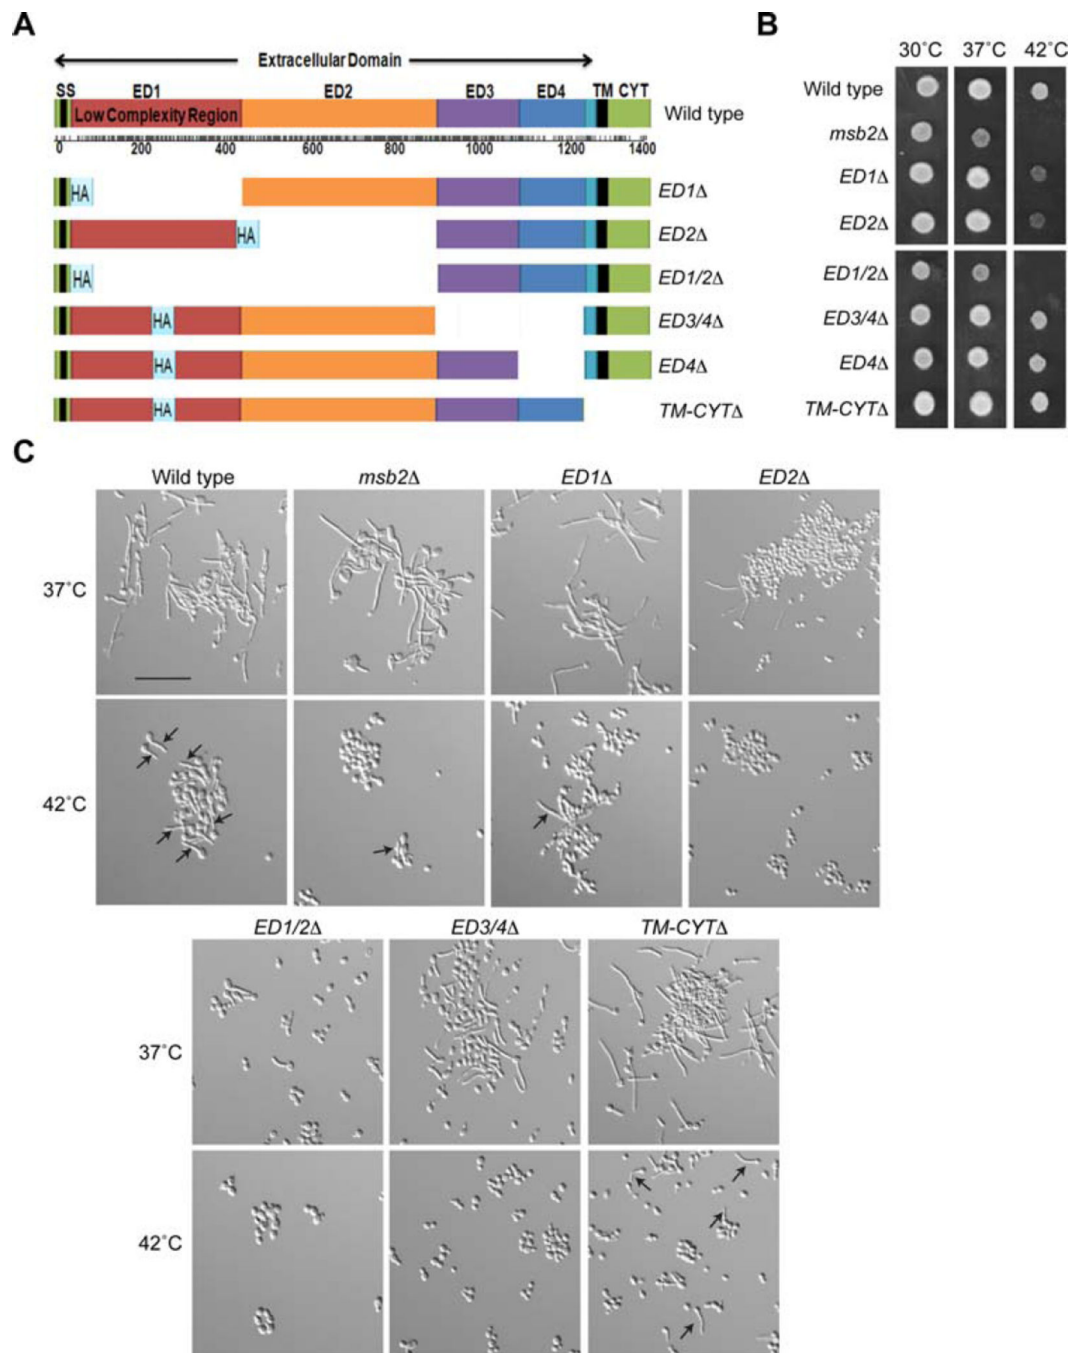 A
Extracellular Domain
SS ED1 ED2 ED3 ED4 TM CYT
Low Complexity Region
Wild type
0 200 400 600 800 1000 1200 1400
HA
ED1Δ
HA
ED2Δ
HA
ED1/2Δ
HA
ED3/4Δ
HA
ED4Δ
HA
TM-CYTΔ
B
30˚C 37˚C 42˚C
Wild type
msb2Δ
ED1Δ
ED2Δ
ED1/2Δ
ED3/4Δ
ED4Δ
TM-CYTΔ
C
Wild type msb2Δ ED1Δ ED2Δ
37˚C
42˚C
ED1/2Δ ED3/4Δ TM-CYTΔ
37˚C
42˚C